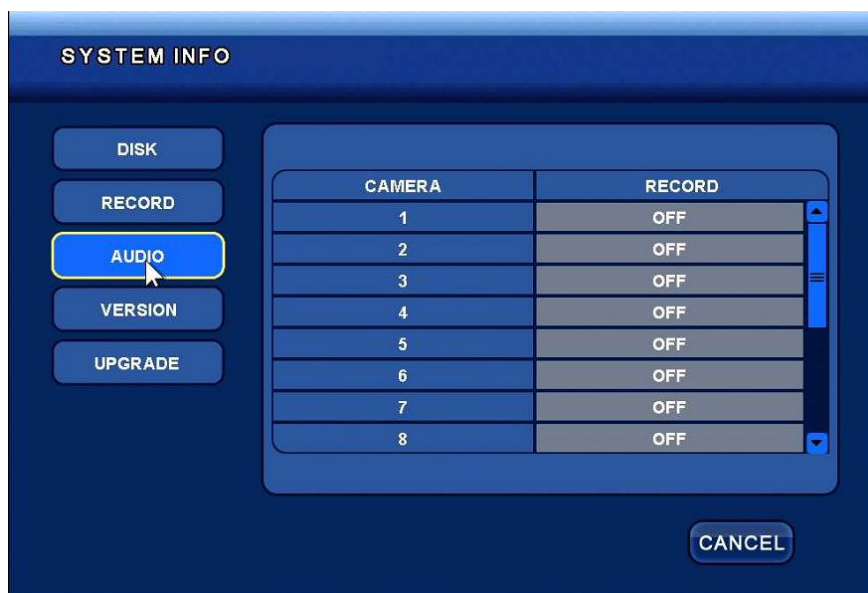 SYSTEM INFO
DISK
RECORD
AUDIO
VERSION
UPGRADE
CAMERA RECORD
1 OFF
2 OFF
3 OFF
4 OFF
5 OFF
6 OFF
7 OFF
8 OFF
CANCEL